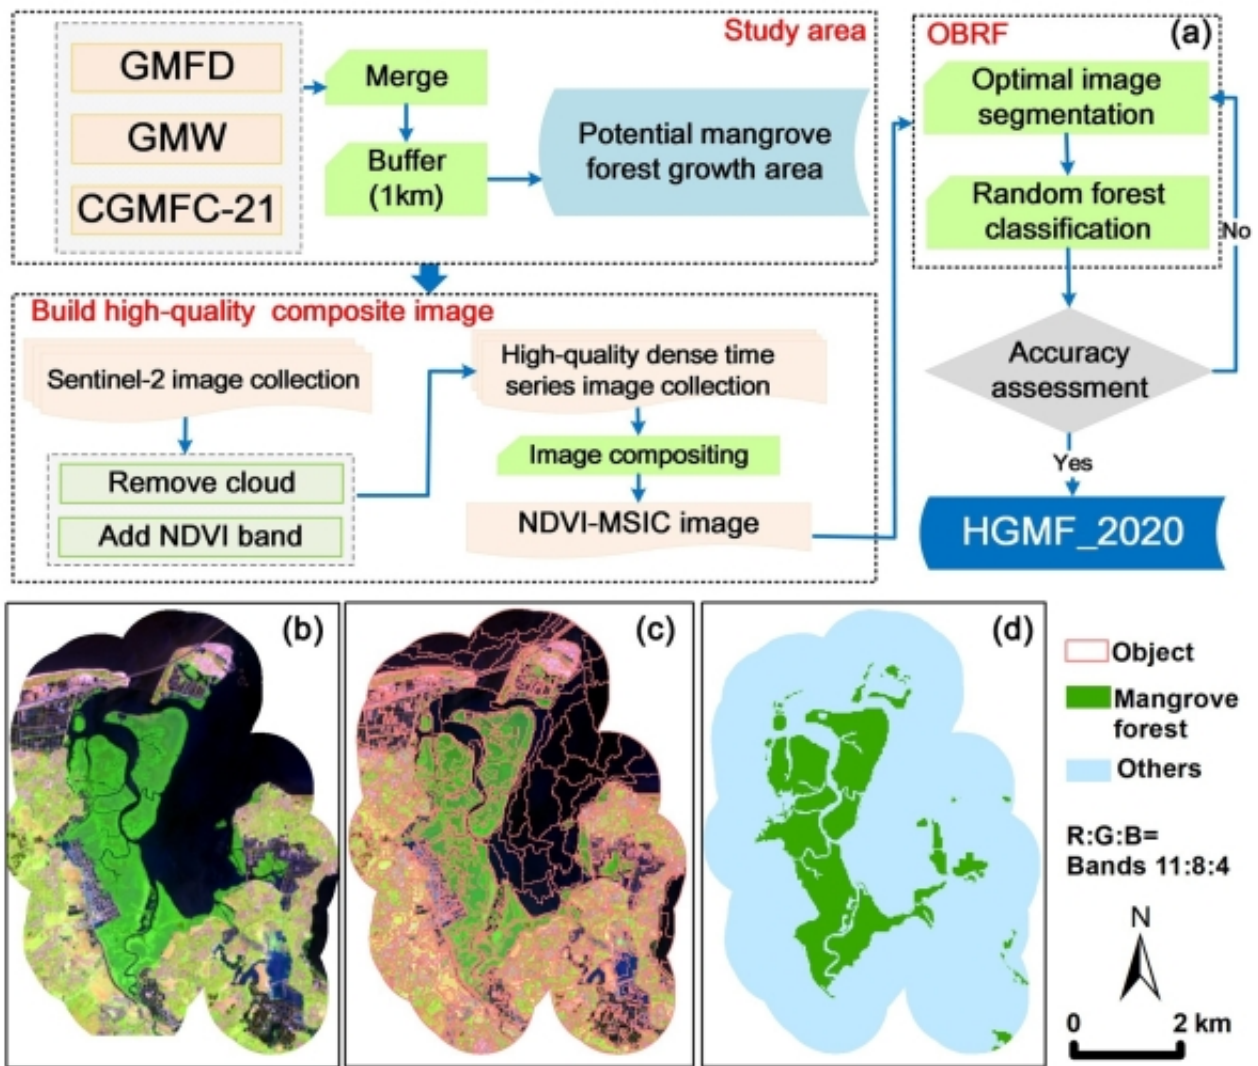 Study area
GMFD
GMW
CGMFC-21
Merge
Buffer
(1km)
Potential mangrove
forest growth area
Build high-quality composite image
Sentinel-2 image collection
Remove cloud
Add NDVI band
High-quality dense time
series image collection
Image compositing
NDVI-MSIC image
OBRF
(a)
Optimal image
segmentation
Random forest
classification
No
Accuracy
assessment
Yes
HGMF_2020
(b)
(c)
(d)
Object
Mangrove
forest
Others
R:G:B=
Bands 11:8:4
N
0 2 km